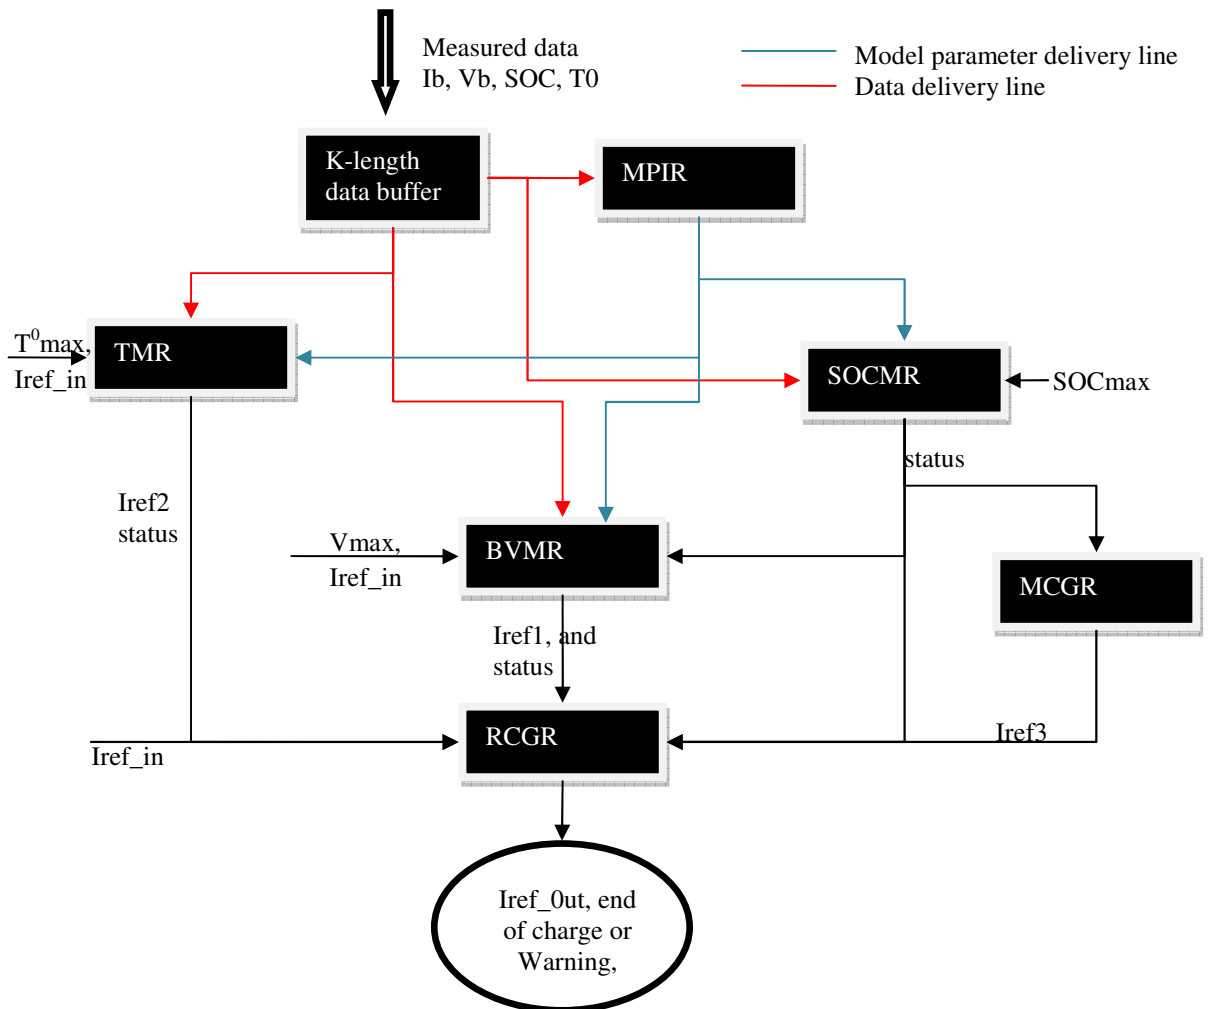 Measured data
Ib, Vb, SOC, T0
Model parameter delivery line
Data delivery line
K-length
data buffer
MPIR
T⁰max,
Iref_in
TMR
SOCMR
SOCmax
status
Iref2
status
Vmax,
Iref_in
BVMR
MCGR
Iref1, and
status
RCGR
Iref_in
Iref3
Iref_0ut, end
of charge or
Warning,